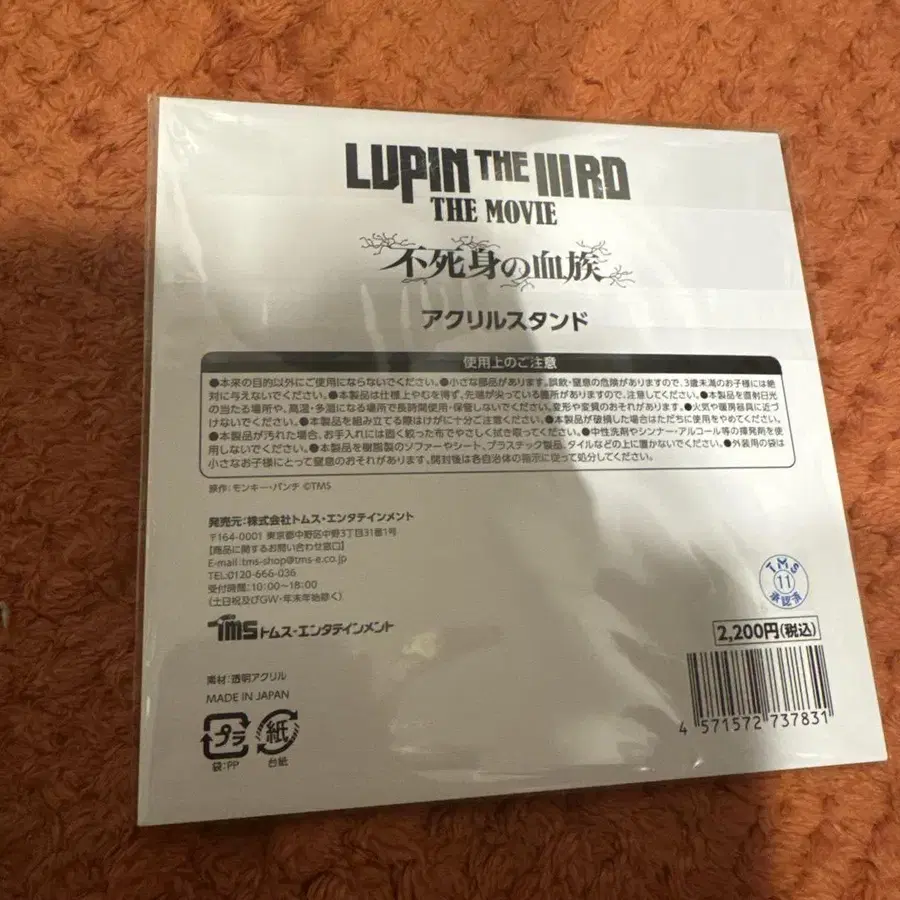 LUPIN THE IIIRD
THE MOVIE
不死身の血族
アクリルスタンド
使用上のご注意
●本来の目的以外にご使用にならないでください。●小さな部品があります。誤飲・窒息の危険がありますので、3歳未満のお子様には絶
対に与えないでください。●本製品は仕様上やむを得ず、先端が尖っている箇所がありますので、注意してください。●本製品を直射日光
の当たる場所や、高温・多湿になる場所で長時間使用・保管しないでください。変形や変質のおそれがあります。●火気や暖房器具に近づ
けないでください。●本製品を組み立てる際はけがに十分ご注意ください。●本製品が破損した場合はただちに使用をやめてください。
●本製品が汚れた場合、お手入れには固く絞った布でやさしく拭き取ってください。●中性洗剤やシンナー・アルコール等の揮発剤を使
用しないでください。●本製品を樹脂製のソファーやシート、プラスチック製品、タイルなどの上に置かないでください。●外装用の袋は
小さなお子様にとって窒息のおそれがあります。開封後は各自治体の指示に従って処分してください。
原作：モンキー・パンチ ©TMS
発売元：株式会社トムス・エンタテインメント
〒164-0001 東京都中野区中野3丁目31番1号
【商品に関するお問い合わせ窓口】
E-mail：tms-shop@tms-e.co.jp
TEL:0120-666-036
受付時間：10：00～18：00
（土日祝及びGW・年末年始除く）
TMS
11
承認済
tms トムス・エンタテインメント
2,200円(税込)
素材：透明アクリル
MADE IN JAPAN
4 571572 737831
プラ 紙
袋：PP 台紙